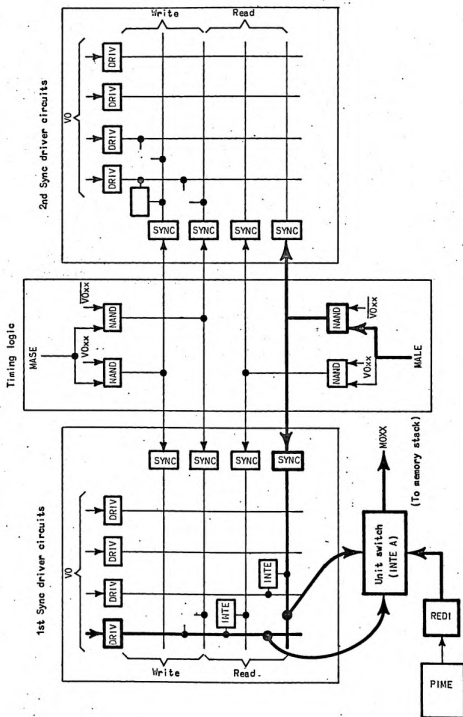 2nd Sync driver circuits
VO
DRIV
DRIV
DRIV
DRIV
Write
Read
SYNC
SYNC
SYNC
SYNC
Timing logic
MASE
VOxx
VOxx
NAND
NAND
NAND
NAND
VOxx
VOxx
MALE
1st Sync driver circuits
VO
DRIV
DRIV
DRIV
DRIV
SYNC
SYNC
SYNC
SYNC
INTE
INTE
Write
Read.
Unit switch
(INTE A)
MOXX
(To memory stack)
REDI
PIME